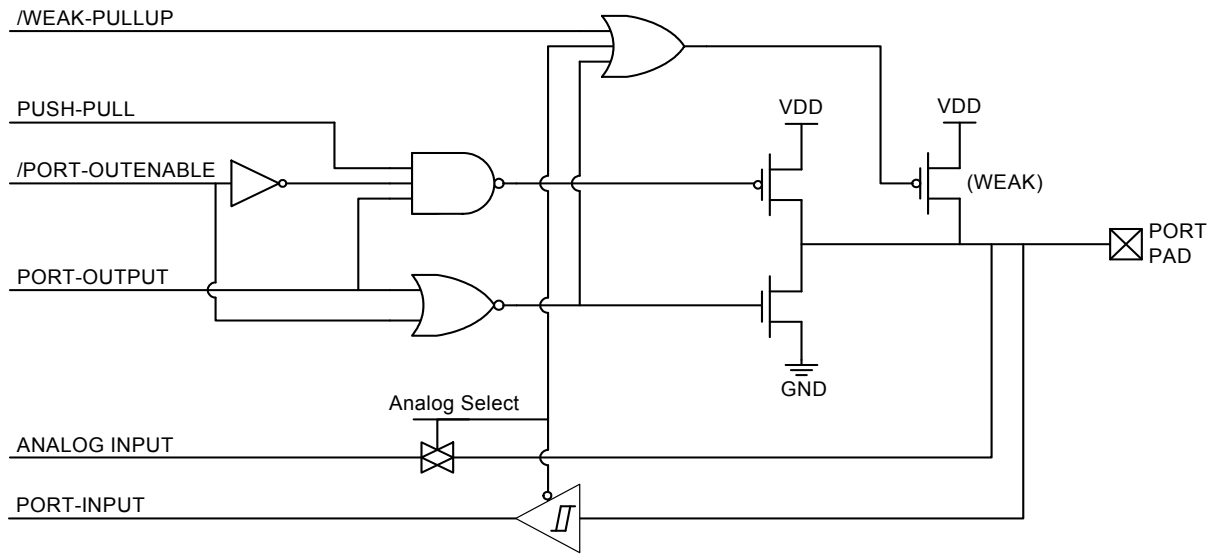 /WEAK-PULLUP
PUSH-PULL
VDD
VDD
/PORT-OUTENABLE
(WEAK)
PORT
PAD
PORT-OUTPUT
GND
Analog Select
ANALOG INPUT
PORT-INPUT